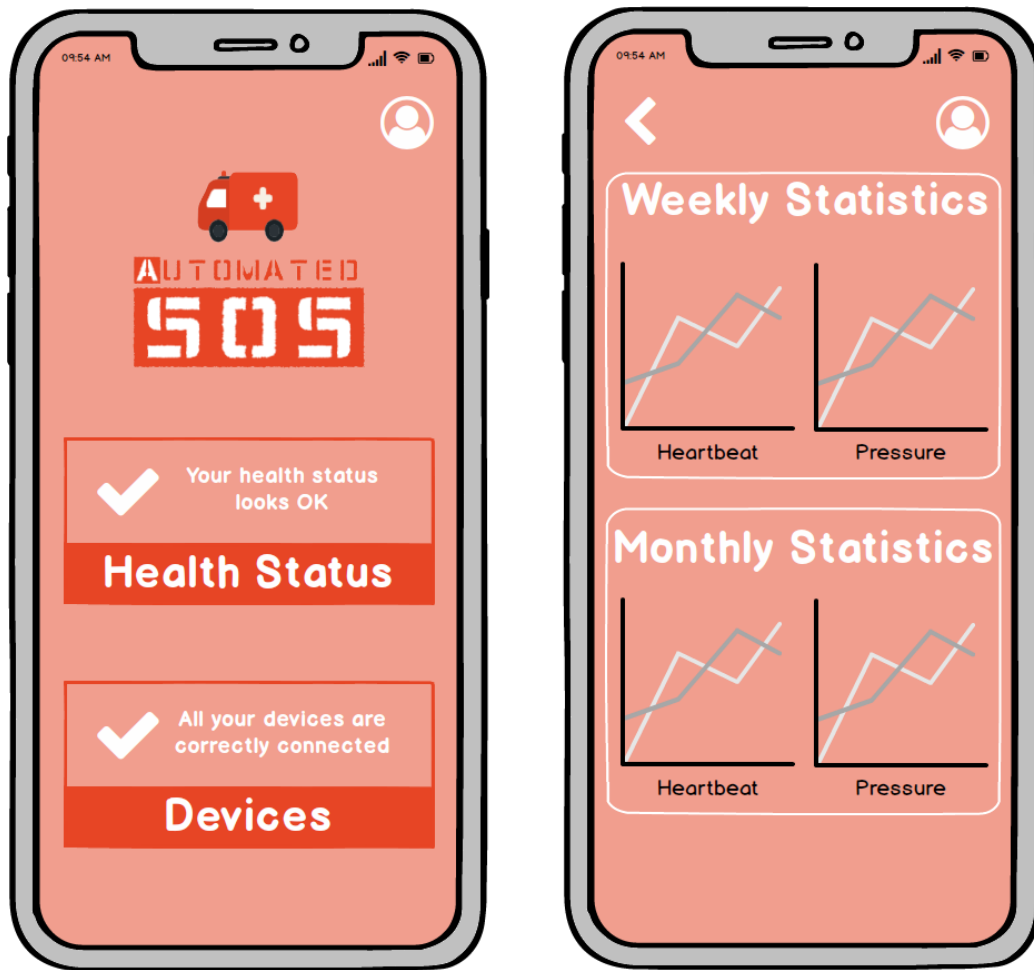 09:54 AM
AUTOMATED
SOS
Your health status
looks OK
Health Status
All your devices are
correctly connected
Devices
09:54 AM
Weekly Statistics
Heartbeat
Pressure
Monthly Statistics
Heartbeat
Pressure